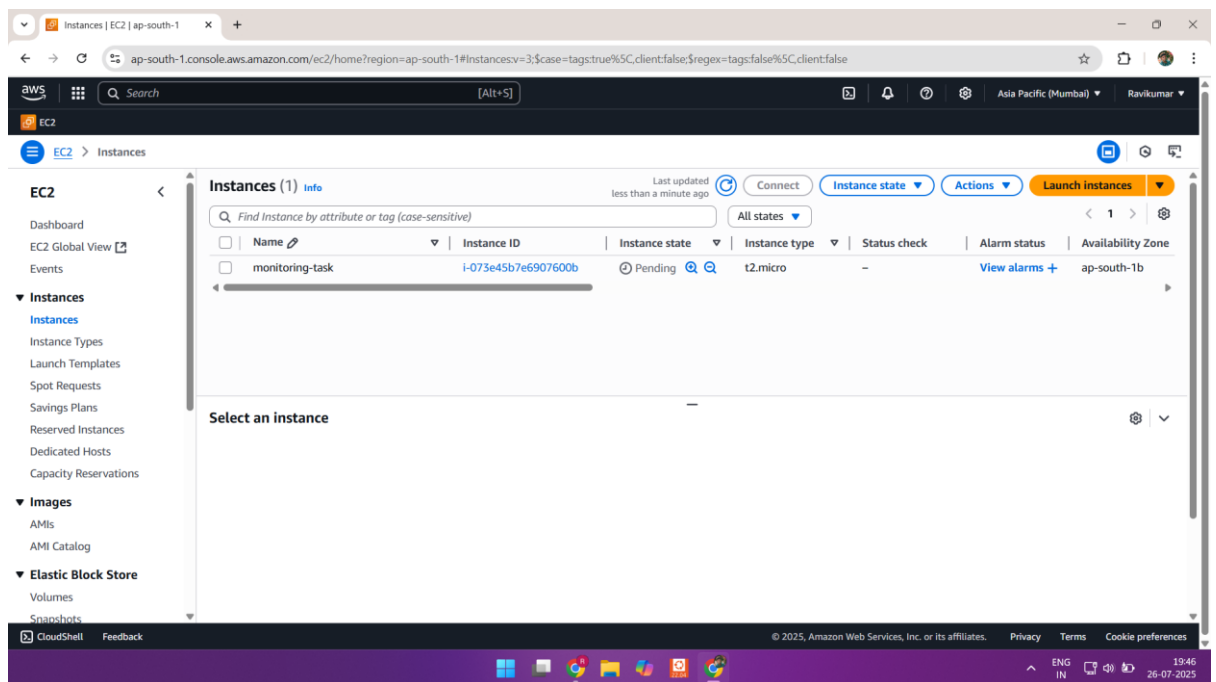 Instances | EC2 | ap-south-1
ap-south-1.console.aws.amazon.com/ec2/home?region=ap-south-1#Instances:v=3;$case=tags:true%5C,client:false;$regex=tags:false%5C,client:false
aws Search [Alt+S] Asia Pacific (Mumbai) Ravikumar
EC2
EC2 > Instances
EC2
Dashboard
EC2 Global View
Events
Instances
Instances
Instance Types
Launch Templates
Spot Requests
Savings Plans
Reserved Instances
Dedicated Hosts
Capacity Reservations
Images
AMIs
AMI Catalog
Elastic Block Store
Volumes
Snapshots
Instances (1) Info
Last updated
less than a minute ago
Connect Instance state Actions Launch instances
Find Instance by attribute or tag (case-sensitive) All states 1
Name Instance ID Instance state Instance type Status check Alarm status Availability Zone
monitoring-task i-073e45b7e6907600b Pending t2.micro – View alarms + ap-south-1b
Select an instance
CloudShell Feedback © 2025, Amazon Web Services, Inc. or its affiliates. Privacy Terms Cookie preferences
ENG
IN
19:46
26-07-2025